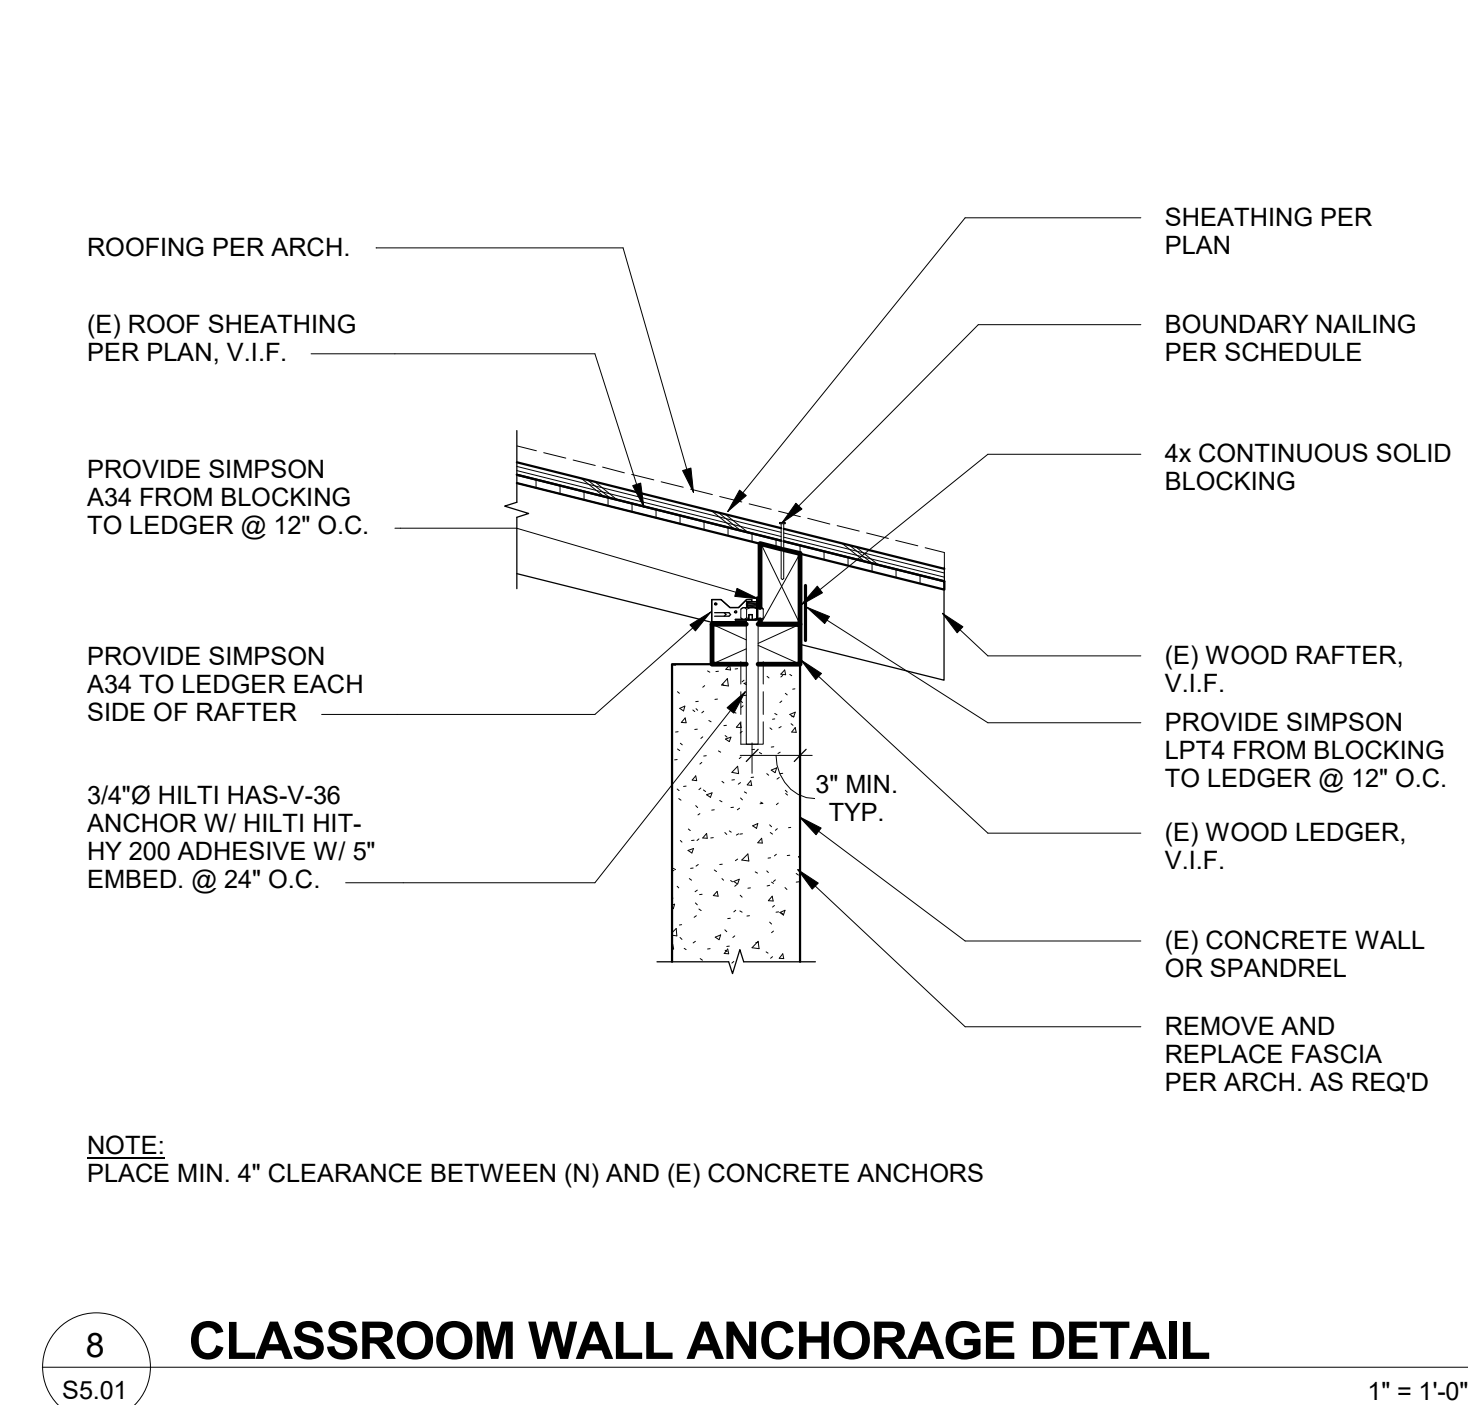 ROOFING PER ARCH.
(E) ROOF SHEATHING
PER PLAN, V.I.F.
PROVIDE SIMPSON
A34 FROM BLOCKING
TO LEDGER @ 12" O.C.
PROVIDE SIMPSON
A34 TO LEDGER EACH
SIDE OF RAFTER
3/4"Ø HILTI HAS-V-36
ANCHOR W/ HILTI HIT-
HY 200 ADHESIVE W/ 5"
EMBED. @ 24" O.C.
SHEATHING PER
PLAN
BOUNDARY NAILING
PER SCHEDULE
4x CONTINUOUS SOLID
BLOCKING
(E) WOOD RAFTER,
V.I.F.
PROVIDE SIMPSON
LPT4 FROM BLOCKING
TO LEDGER @ 12" O.C.
3" MIN.
TYP.
(E) WOOD LEDGER,
V.I.F.
(E) CONCRETE WALL
OR SPANDREL
REMOVE AND
REPLACE FASCIA
PER ARCH. AS REQ'D
NOTE:
PLACE MIN. 4" CLEARANCE BETWEEN (N) AND (E) CONCRETE ANCHORS
8
S5.01
CLASSROOM WALL ANCHORAGE DETAIL
1" = 1'-0"